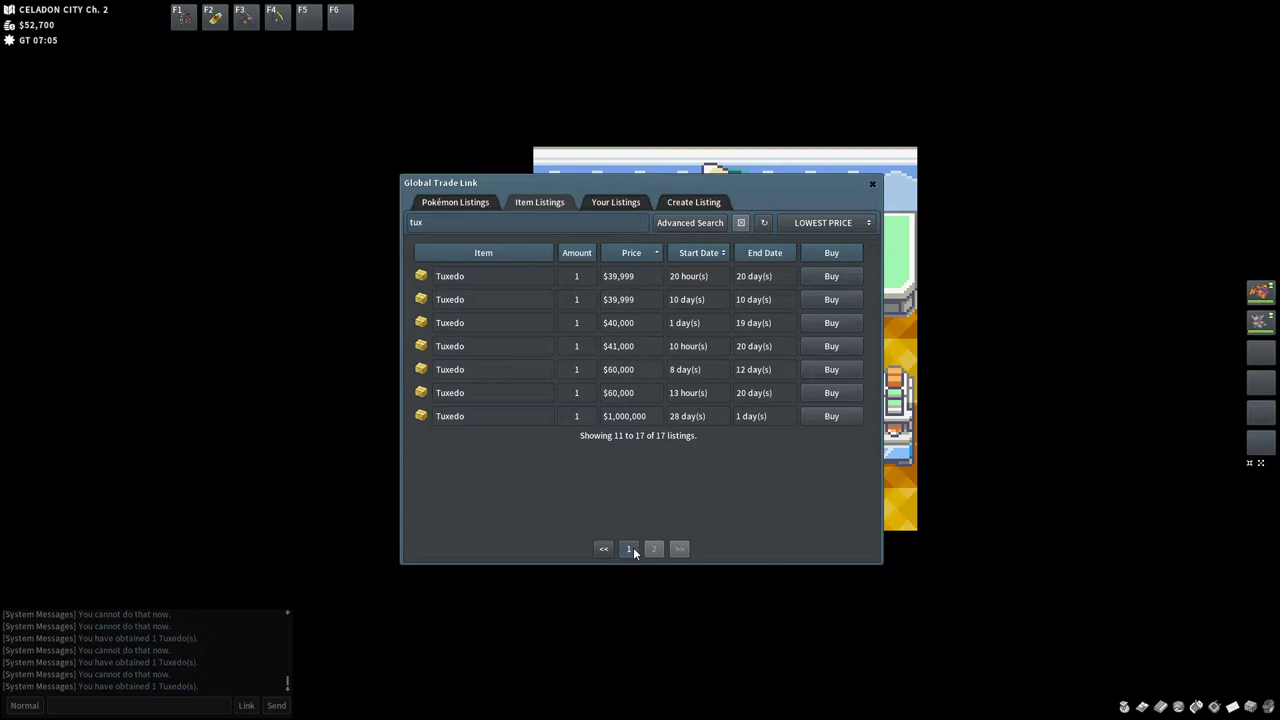 CELADON CITY Ch. 2
$52,700
GT 07:05
F1 F2 F3 F4 F5 F6
Global Trade Link
Pokémon Listings Item Listings Your Listings Create Listing
tux Advanced Search LOWEST PRICE
Item Amount Price Start Date End Date Buy
Tuxedo 1 $39,999 20 hour(s) 20 day(s) Buy
Tuxedo 1 $39,999 10 day(s) 10 day(s) Buy
Tuxedo 1 $40,000 1 day(s) 19 day(s) Buy
Tuxedo 1 $41,000 10 hour(s) 20 day(s) Buy
Tuxedo 1 $60,000 8 day(s) 12 day(s) Buy
Tuxedo 1 $60,000 13 hour(s) 20 day(s) Buy
Tuxedo 1 $1,000,000 28 day(s) 1 day(s) Buy
Showing 11 to 17 of 17 listings.
<< 1 2 >>
[System Messages] You cannot do that now.
[System Messages] You cannot do that now.
[System Messages] You have obtained 1 Tuxedo(s).
[System Messages] You cannot do that now.
[System Messages] You have obtained 1 Tuxedo(s).
[System Messages] You cannot do that now.
[System Messages] You have obtained 1 Tuxedo(s).
Normal Link Send